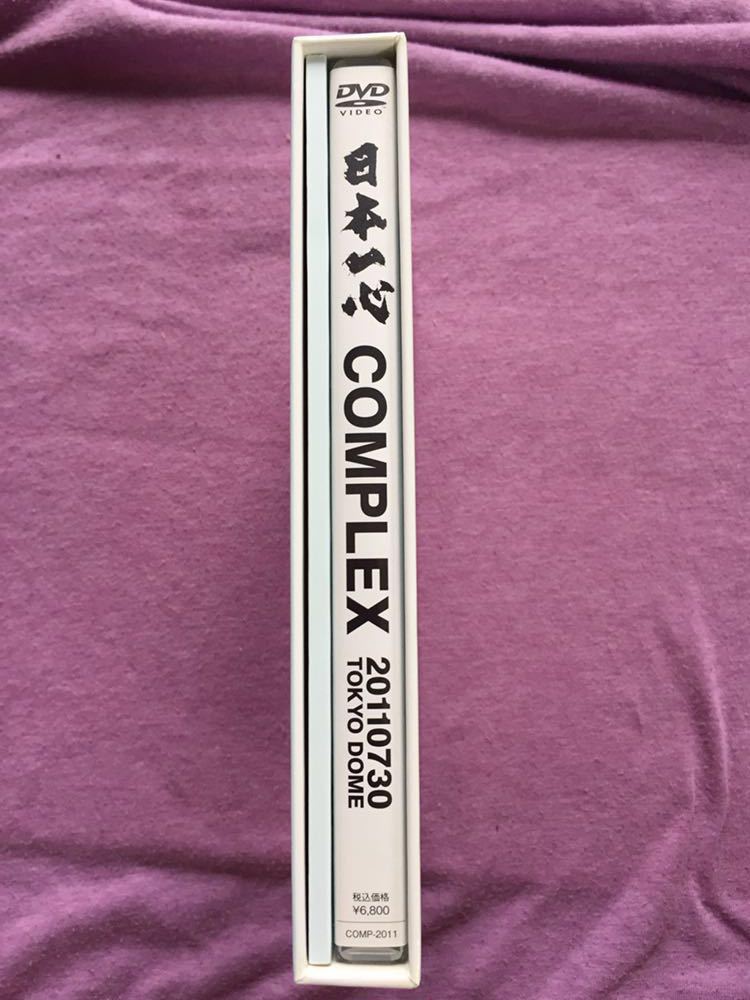 DVD
VIDEO
日本一心
COMPLEX
20110730
TOKYO DOME
税込価格
¥6,800
COMP-2011